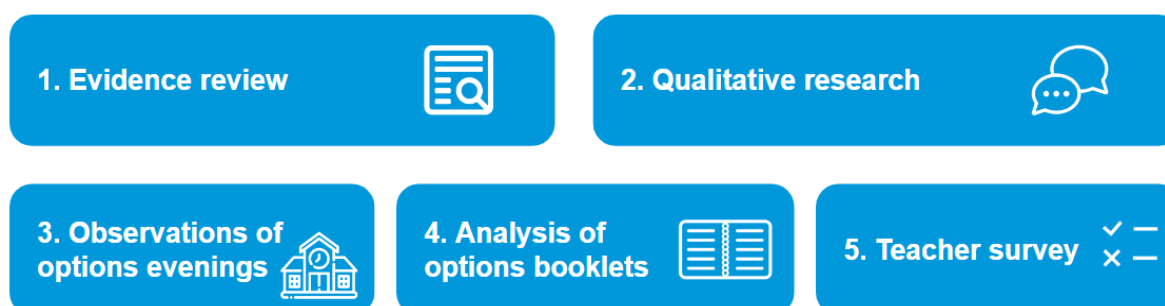 1. Evidence review
2. Qualitative research
3. Observations of
options evenings
4. Analysis of
options booklets
5. Teacher survey